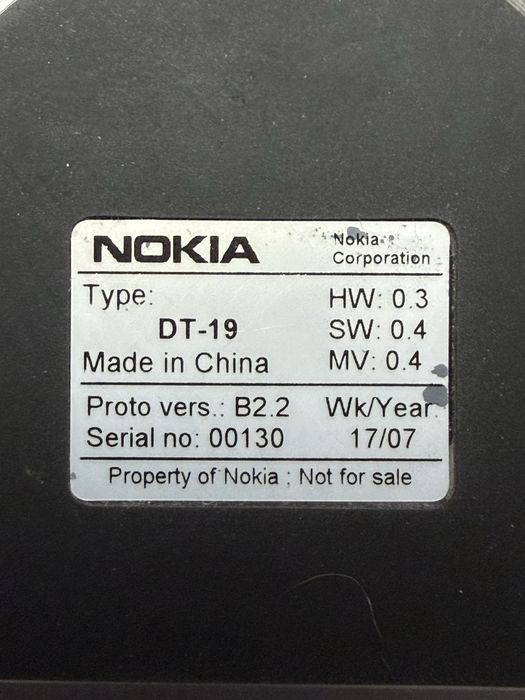 NOKIA
Nokia
Corporation
Type:
DT-19
Made in China
HW: 0.3
SW: 0.4
MV: 0.4
Proto vers.: B2.2
Serial no: 00130
Wk/Year:
17/07
Property of Nokia ; Not for sale